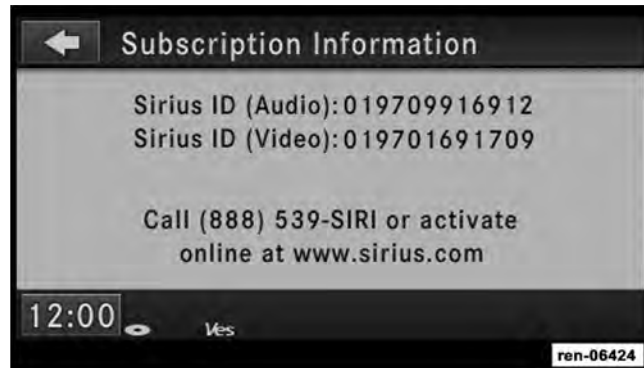 Subscription Information
Sirius ID (Audio):019709916912
Sirius ID (Video):019701691709
Call (888) 539-SIRI or activate
online at www.sirius.com
12:00
Ves
ren-06424